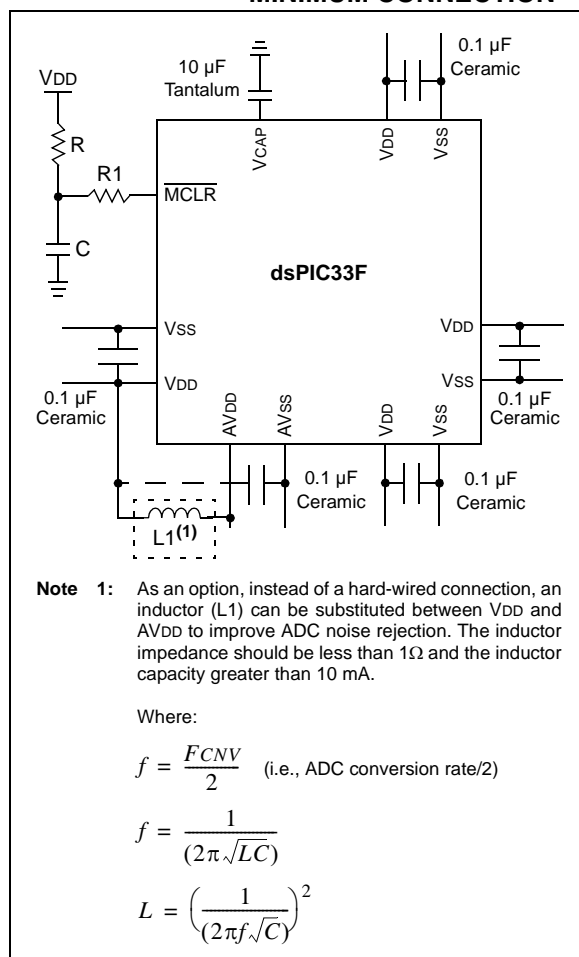 MINIMUM CONNECTION
0.1 µF
Ceramic
10 µF
Tantalum
VDD
R
R1
C
VCAP
VDD
VSS
MCLR
dsPIC33F
VSS
VDD
VDD
VSS
0.1 µF
Ceramic
0.1 µF
Ceramic
AVDD
AVSS
VDD
VSS
0.1 µF
Ceramic
0.1 µF
Ceramic
L1(1)
Note 1: As an option, instead of a hard-wired connection, an
inductor (L1) can be substituted between VDD and
AVDD to improve ADC noise rejection. The inductor
impedance should be less than 1Ω and the inductor
capacity greater than 10 mA.
Where:
f = FCNV / 2 (i.e., ADC conversion rate/2)
f = 1 / (2π√LC)
L = (1 / (2πf√C))²